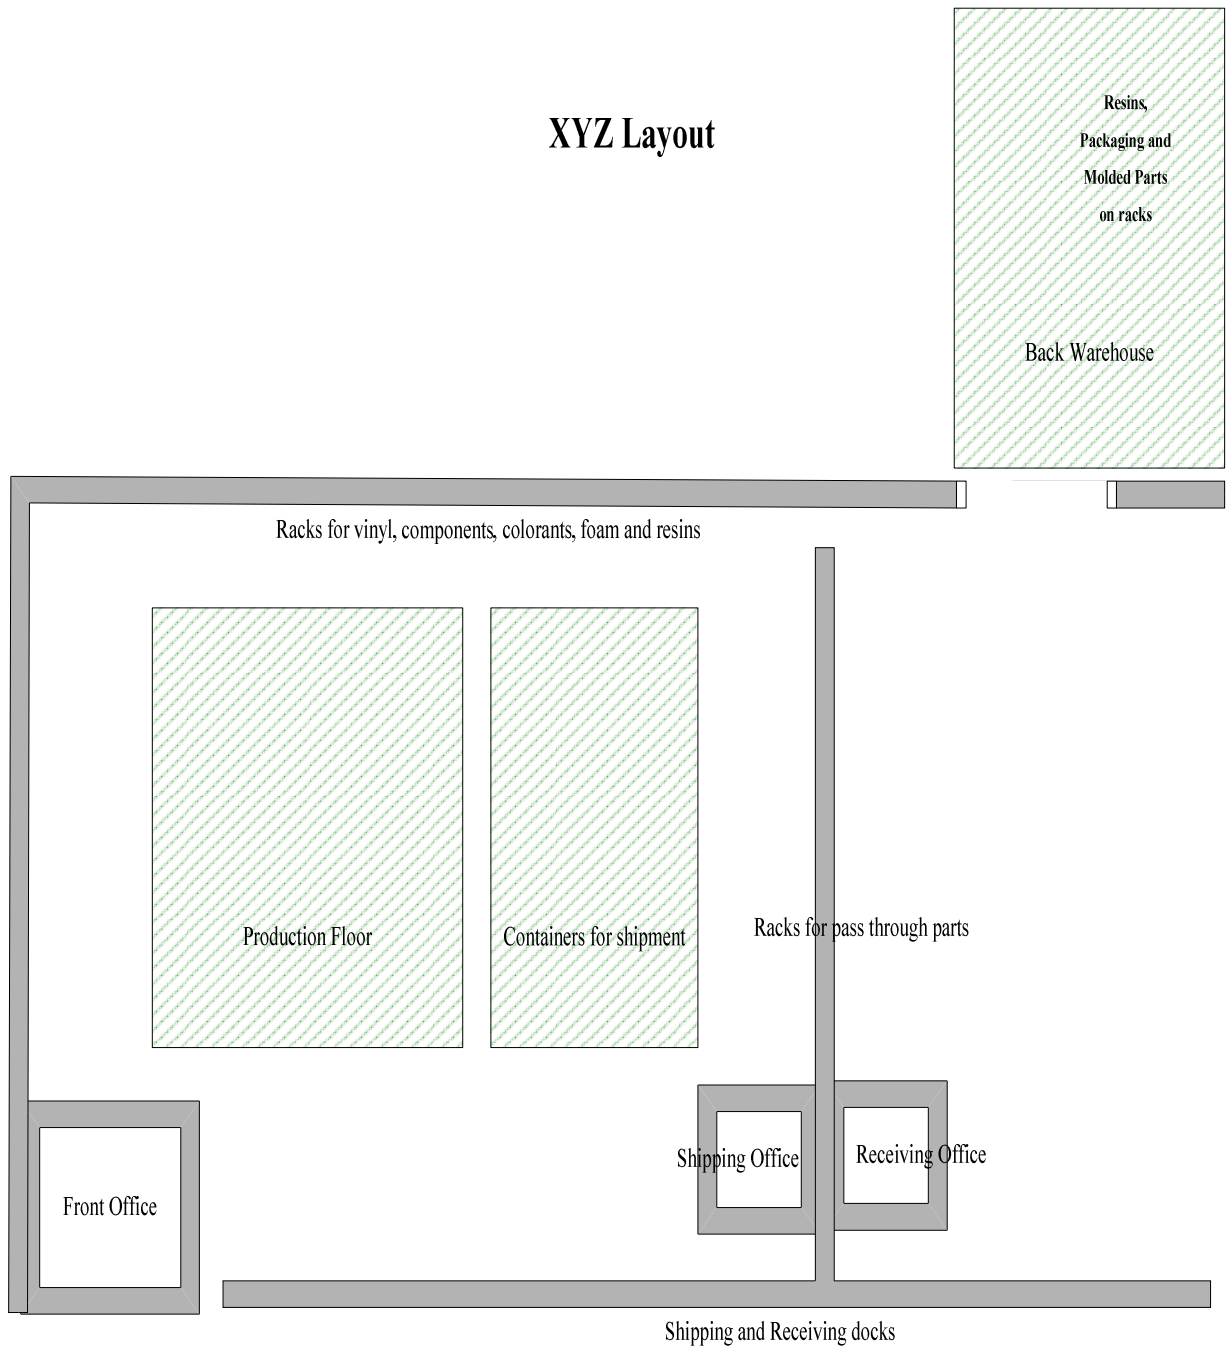 XYZ Layout
Resins,
Packaging and
Molded Parts
on racks
Back Warehouse
Racks for vinyl, components, colorants, foam and resins
Production Floor
Containers for shipment
Racks for pass through parts
Shipping Office
Receiving Office
Front Office
Shipping and Receiving docks